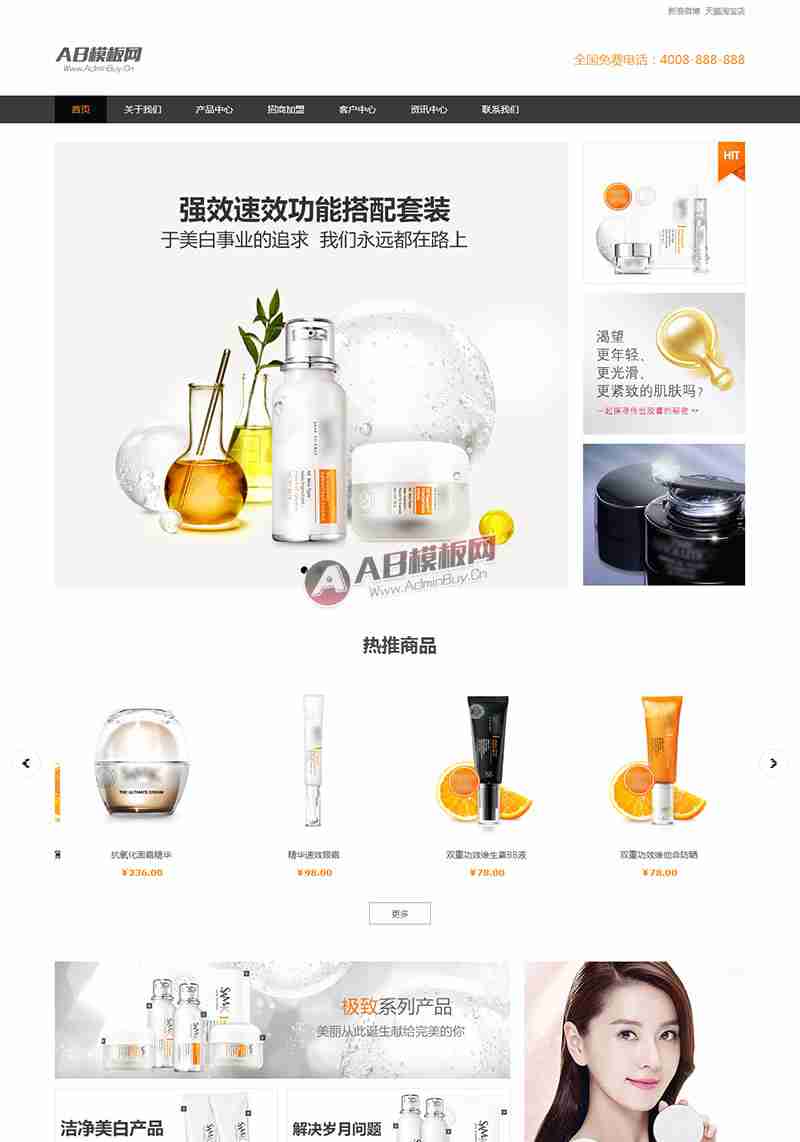 新浪微博 天猫淘宝店
AB模板网
Www.AdminBuy.Cn
全国免费电话：4008-888-888
首页 关于我们 产品中心 招商加盟 客户中心 资讯中心 联系我们
HIT
强效速效功能搭配套装
于美白事业的追求 我们永远都在路上
渴望
更年轻、
更光滑、
更紧致的肌肤吗？
AB模板网
Www.AdminBuy.Cn
热推商品
THE ULTIMATE CREAM
抗氧化面霜精华
精华速效眼霜
双重功效维生素BB液
双重功效维他命防晒
¥236.00
¥98.00
¥78.00
¥78.00
更多
极致系列产品
美丽从此诞生献给完美的你
洁净美白产品
解决岁月问题